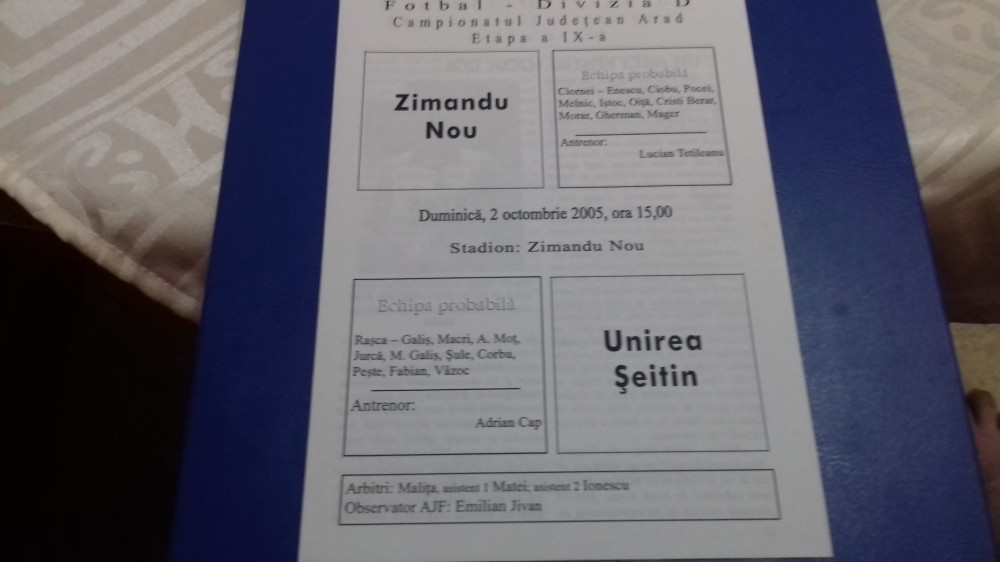 Fotbal - Divizia D
Campionatul Județean Arad
Etapa a IX-a
Zimandu
Nou
Echipa probabilă
Ciornei – Enescu, Ciobu, Pocei,
Melnic, Iștoc, Oiță, Cristi Berar,
Morar, Gherman, Mager
Antrenor:
Lucian Tetileanu
Duminică, 2 octombrie 2005, ora 15,00
Stadion: Zimandu Nou
Echipa probabilă
Rașca – Galiș, Macri, A. Moț,
Jurcă, M. Galiș, Șule, Corbu,
Pește, Fabian, Văzoc
Antrenor:
Adrian Cap
Unirea
Șeitin
Arbitri: Malița, asistent 1 Matei; asistent 2 Ionescu
Observator AJF: Emilian Jivan